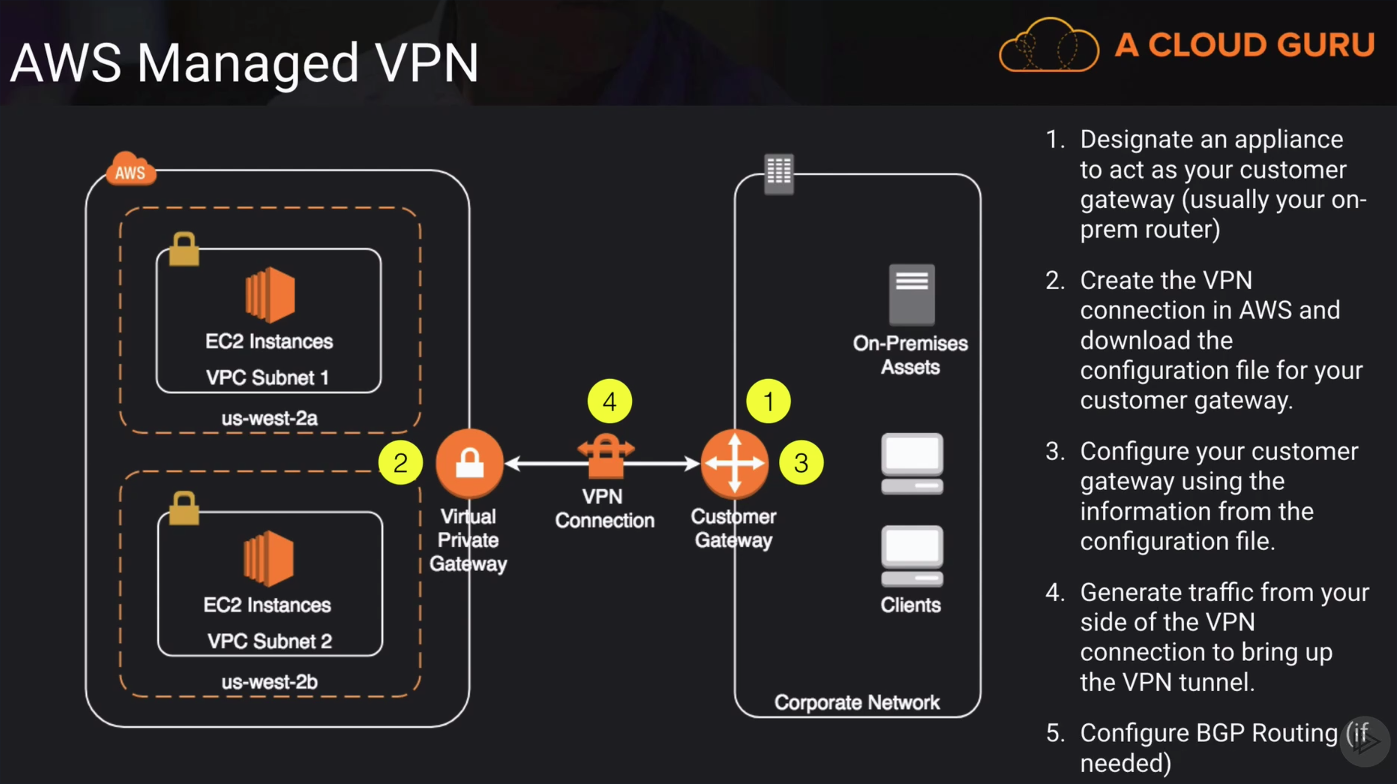 AWS Managed VPN
A CLOUD GURU
AWS
EC2 Instances
VPC Subnet 1
us-west-2a
EC2 Instances
VPC Subnet 2
us-west-2b
2
Virtual
Private
Gateway
4
VPN
Connection
1
3
Customer
Gateway
On-Premises
Assets
Clients
Corporate Network
1. Designate an appliance
to act as your customer
gateway (usually your on-
prem router)
2. Create the VPN
connection in AWS and
download the
configuration file for your
customer gateway.
3. Configure your customer
gateway using the
information from the
configuration file.
4. Generate traffic from your
side of the VPN
connection to bring up
the VPN tunnel.
5. Configure BGP Routing (if
needed)